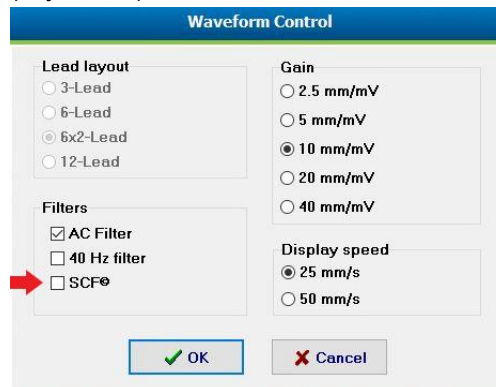 Waveform Control
Lead layout
3-Lead
6-Lead
6x2-Lead
12-Lead
Filters
AC Filter
40 Hz filter
SCF©
Gain
2.5 mm/mV
5 mm/mV
10 mm/mV
20 mm/mV
40 mm/mV
Display speed
25 mm/s
50 mm/s
OK
Cancel